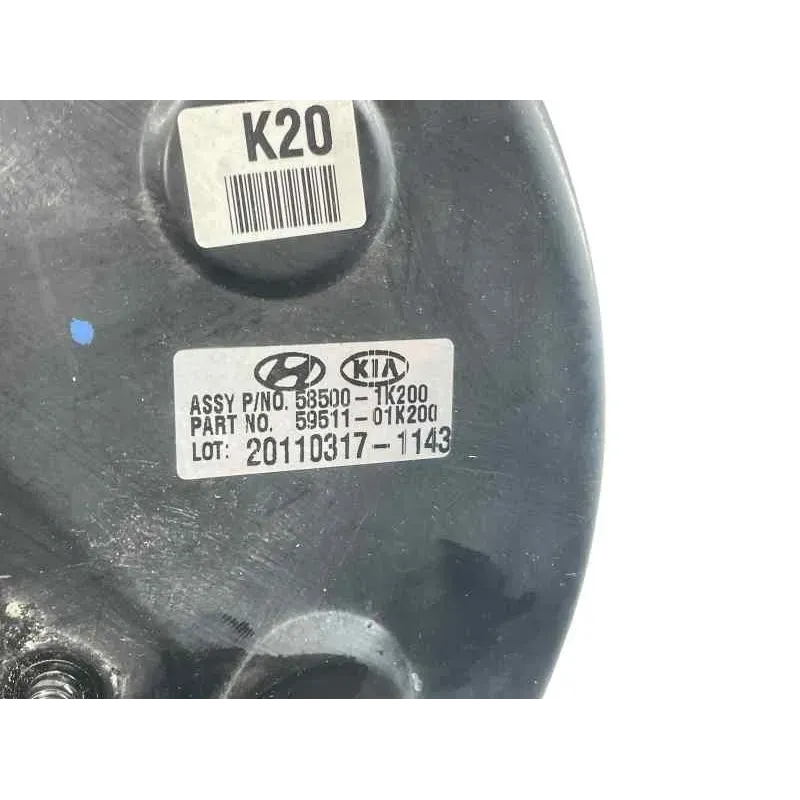 K20
KIA
ASSY P/NO. 58500-1K200
PART NO. 59511-01K200
LOT: 20110317-1143